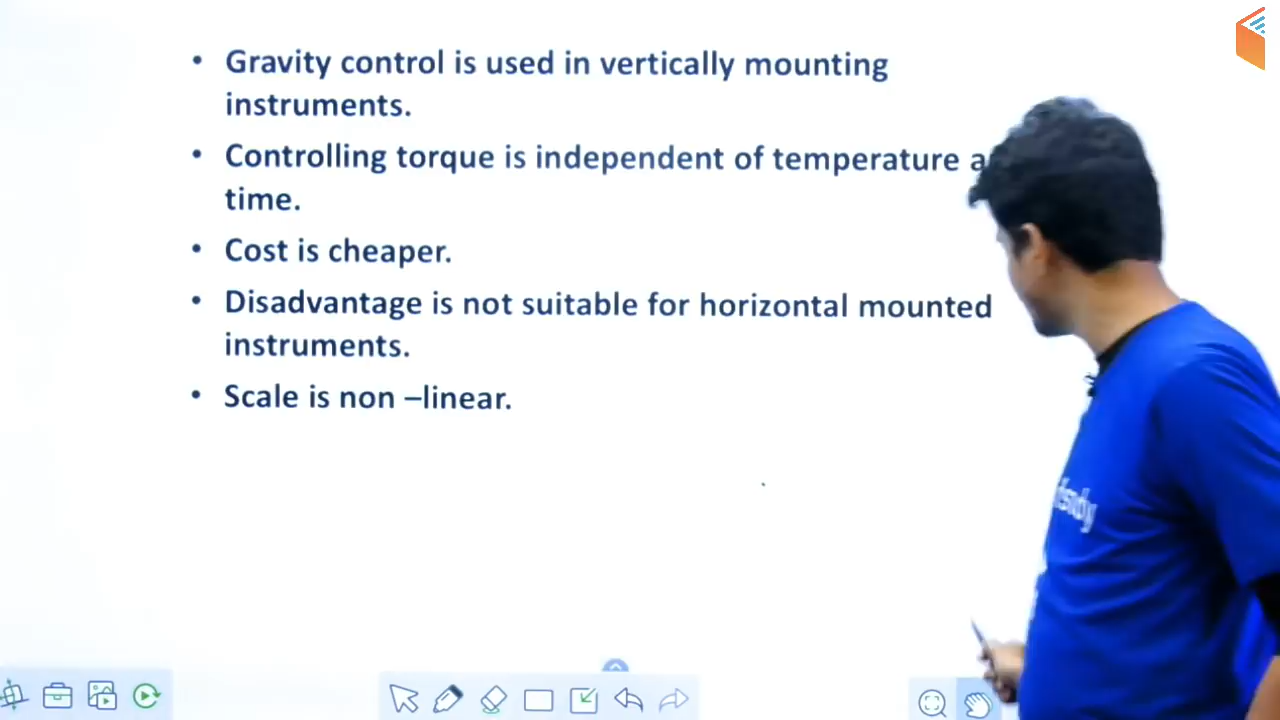 • Gravity control is used in vertically mounting
instruments.
• Controlling torque is independent of temperature
time.
• Cost is cheaper.
• Disadvantage is not suitable for horizontal mounted
instruments.
• Scale is non –linear.